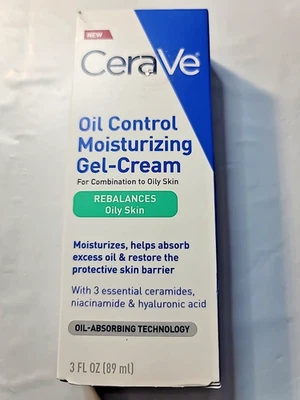 NEW
CeraVe
Oil Control
Moisturizing
Gel-Cream
For Combination to Oily Skin
REBALANCES
Oily Skin
Moisturizes, helps absorb
excess oil & restore the
protective skin barrier
With 3 essential ceramides,
niacinamide & hyaluronic acid
OIL-ABSORBING TECHNOLOGY
3 FL OZ (89 ml)